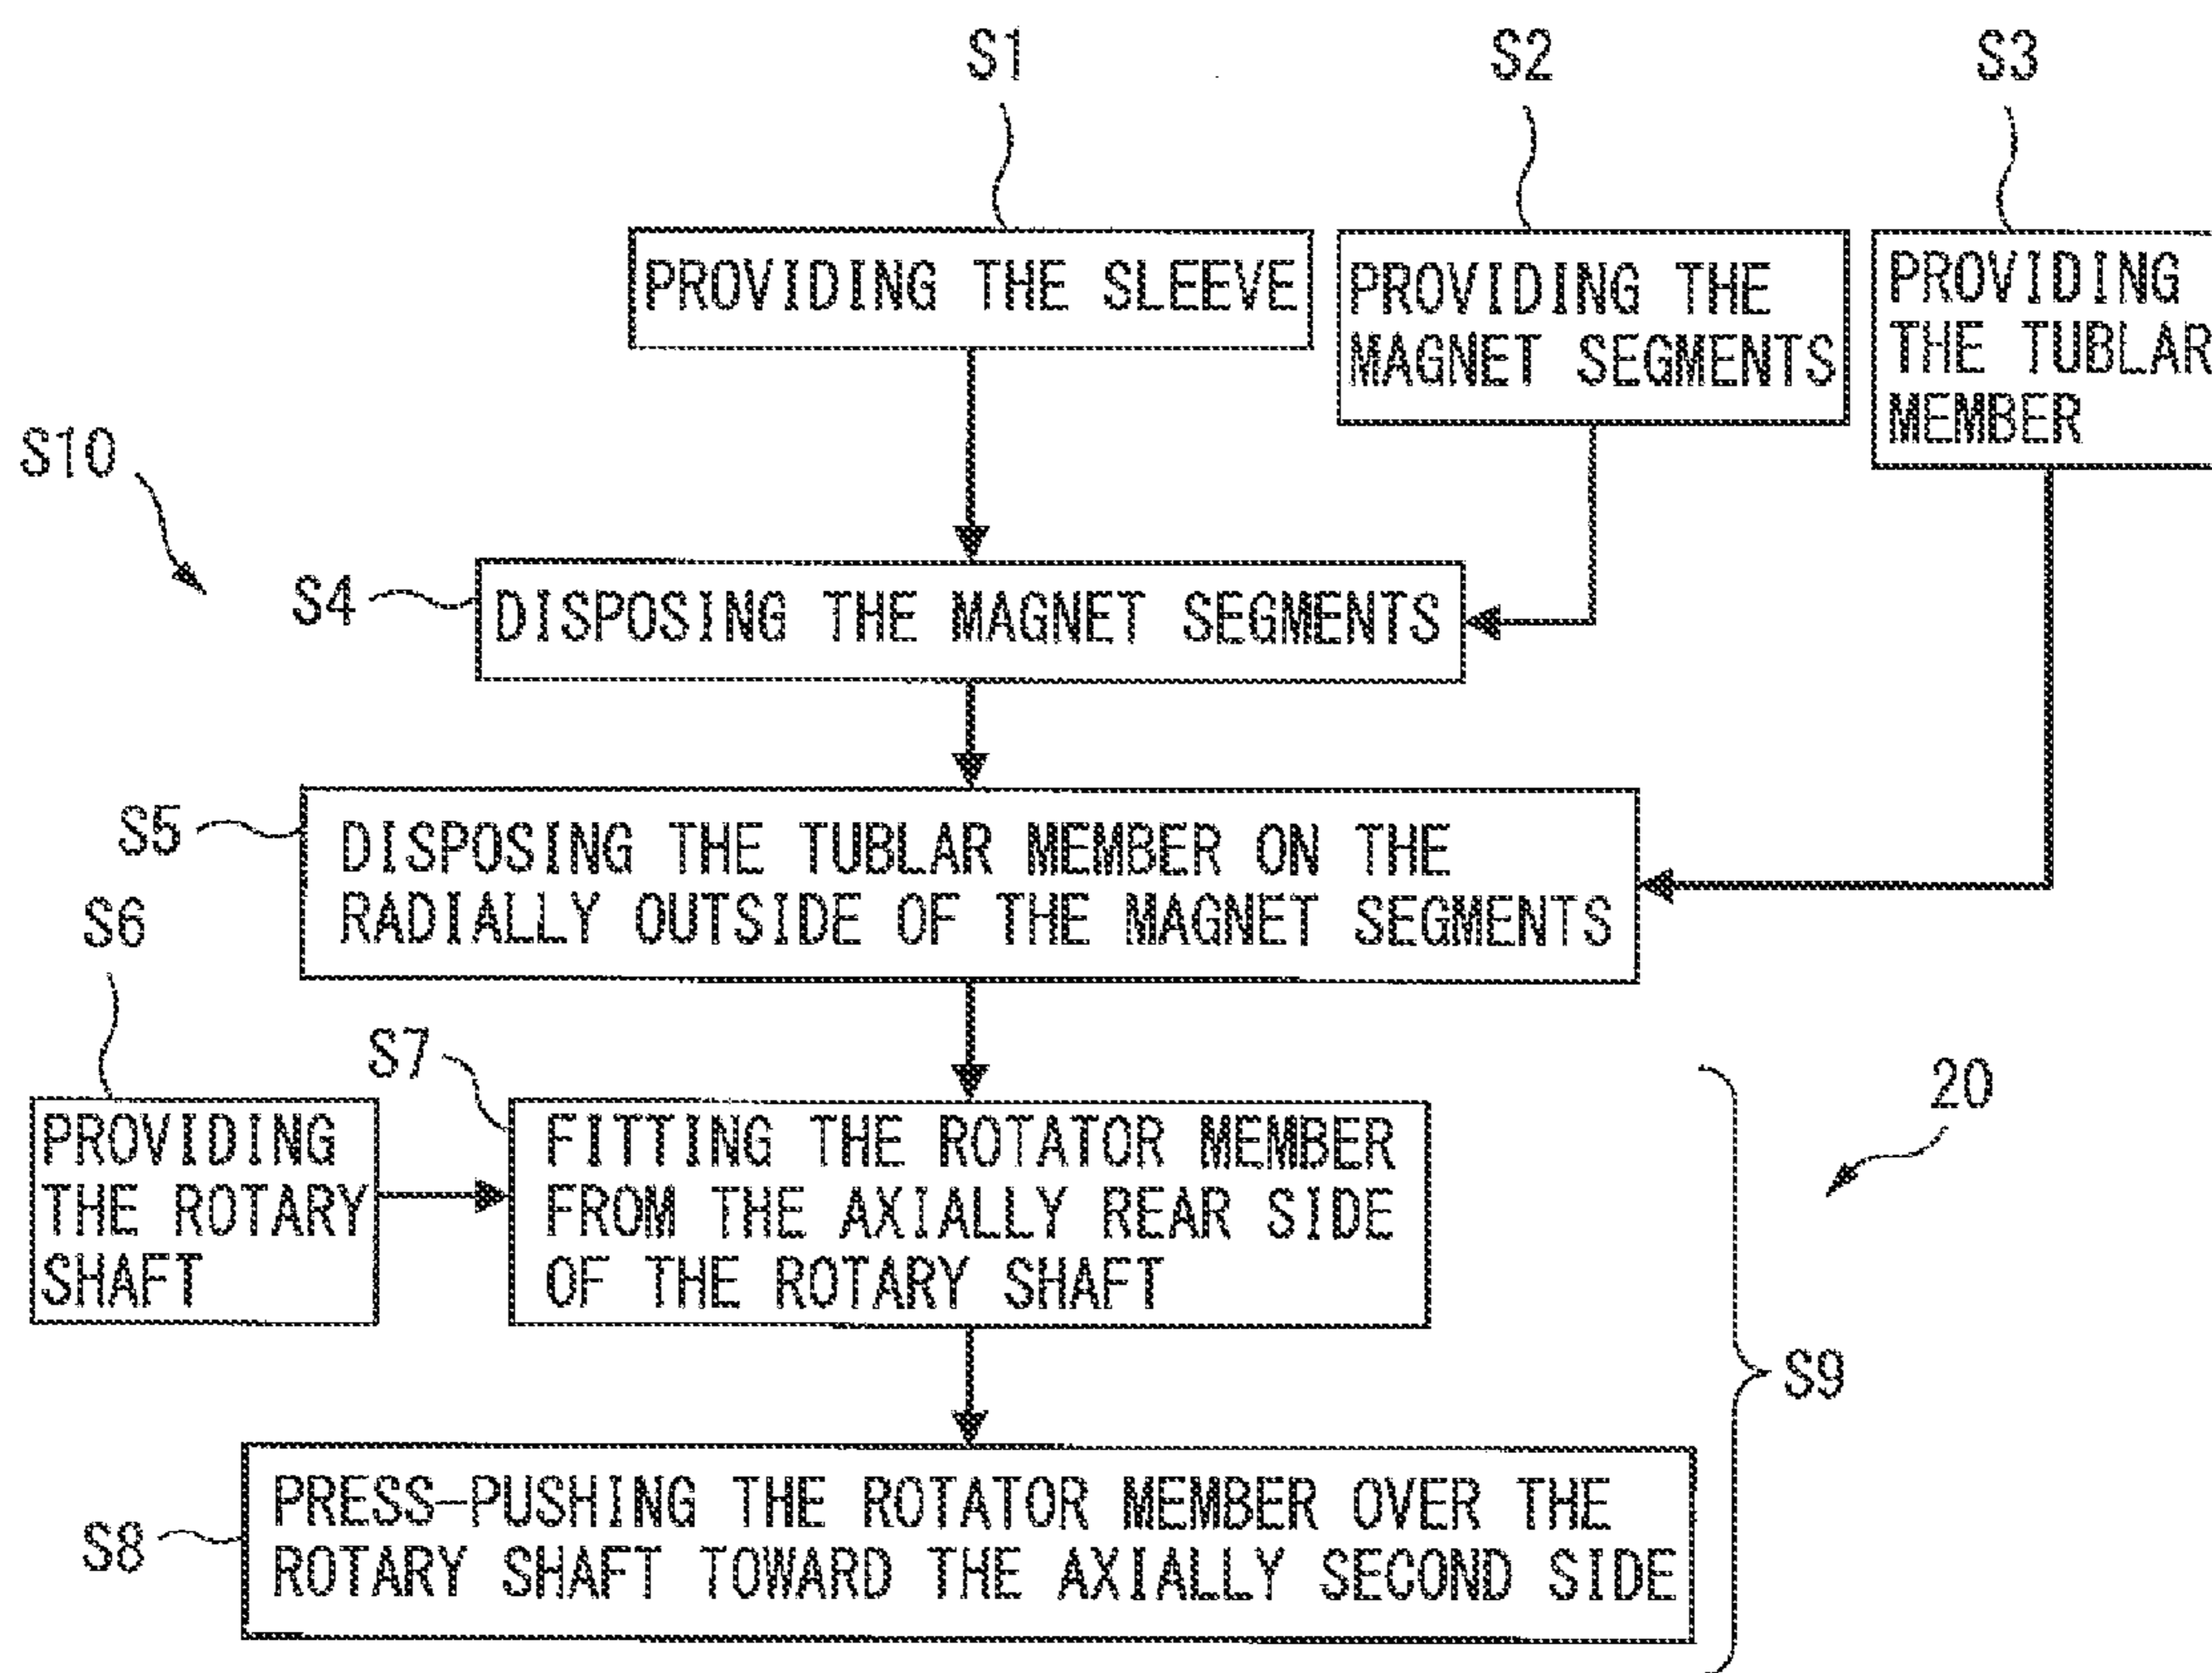 S1
S2
S3
PROVIDING THE SLEEVE
PROVIDING THE
MAGNET SEGMENTS
PROVIDING
THE TUBLAR
MEMBER
S10
S4
DISPOSING THE MAGNET SEGMENTS
S5
DISPOSING THE TUBLAR MEMBER ON THE
RADIALLY OUTSIDE OF THE MAGNET SEGMENTS
S6
PROVIDING
THE ROTARY
SHAFT
S7
FITTING THE ROTATOR MEMBER
FROM THE AXIALLY REAR SIDE
OF THE ROTARY SHAFT
20
S9
S8
PRESS-PUSHING THE ROTATOR MEMBER OVER THE
ROTARY SHAFT TOWARD THE AXIALLY SECOND SIDE